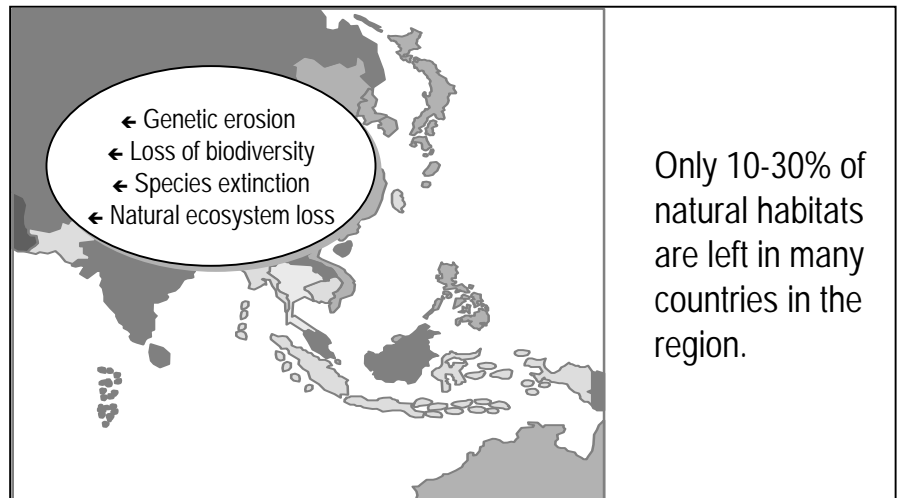 ← Genetic erosion
← Loss of biodiversity
← Species extinction
← Natural ecosystem loss
Only 10-30% of
natural habitats
are left in many
countries in the
region.